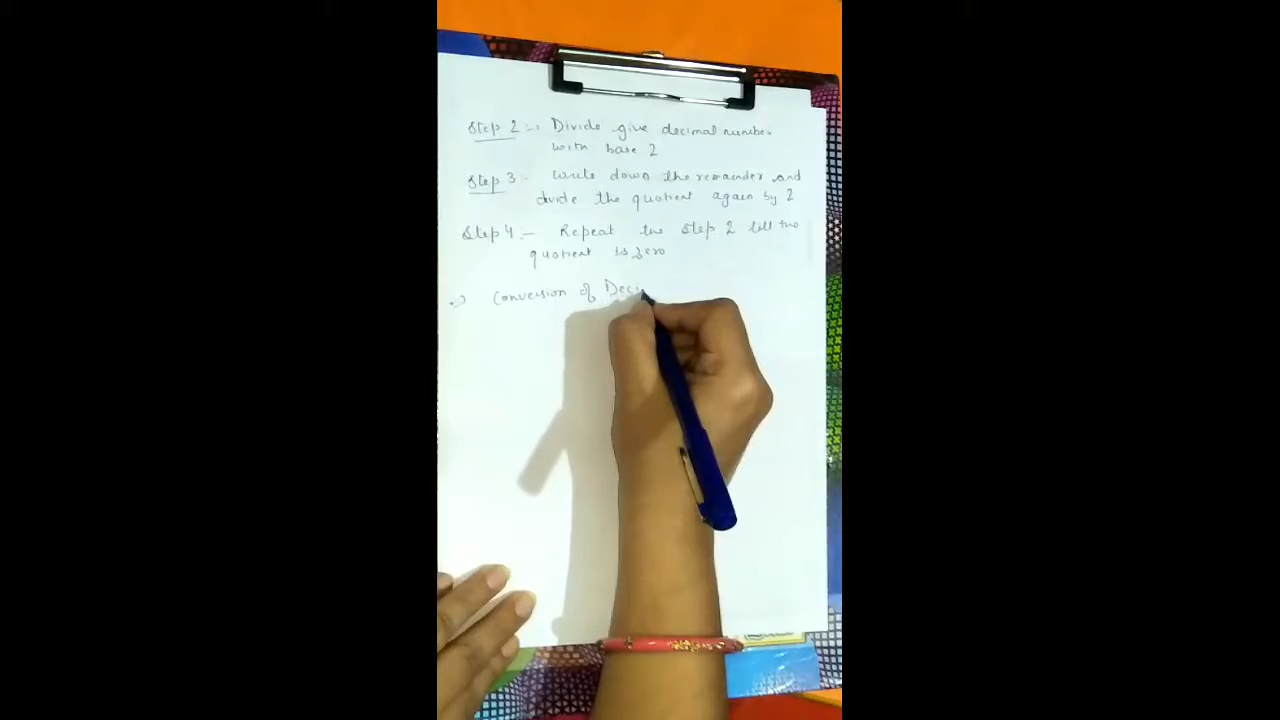 Step 2 :- Divide give decimal number
with base 2
Step 3 - write down the remander and
divide the quotient again by 2
Step 4 - Repeat the step 2 till the
quotient is zero
Conversion of Deci